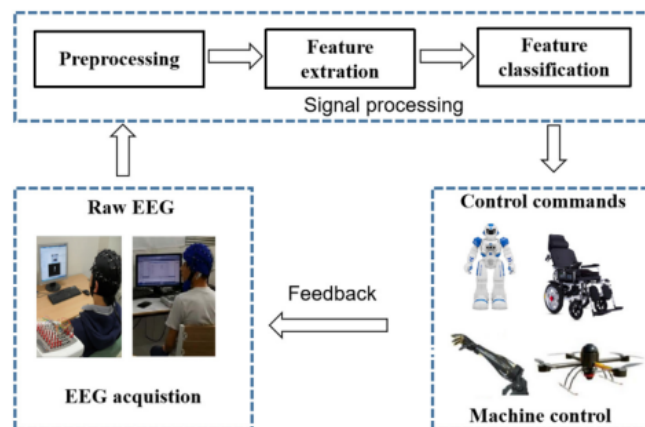 Preprocessing
Feature
extration
Feature
classification
Signal processing
Raw EEG
EEG acquistion
Feedback
Control commands
Machine control